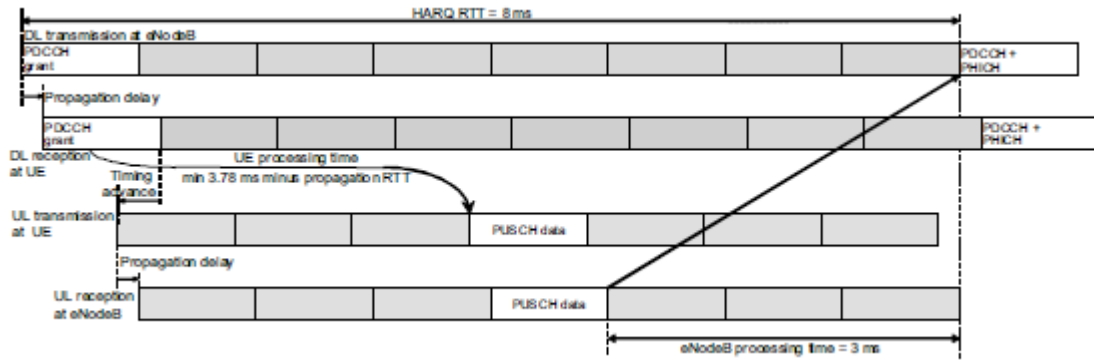 HARQ RTT = 8 ms
DL transmission at eNodeB
PDCCH
grant
PDCCH +
PHICH
Propagation delay
PDCCH
grant
PDCCH +
PHICH
DL reception
at UE
UE processing time
min 3.78 ms minus propagation RTT
Timing
advance
UL transmission
at UE
PUSCH data
Propagation delay
UL reception
at eNodeB
PUSCH data
eNodeB processing time = 3 ms